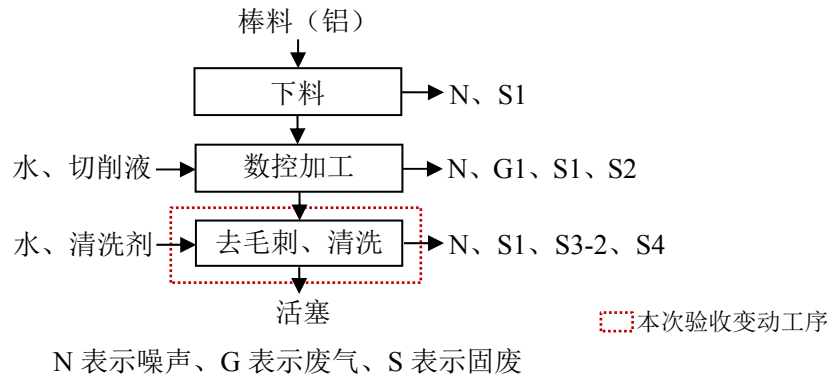 棒料（铝）
下料
N、S1
水、切削液
数控加工
N、G1、S1、S2
水、清洗剂
去毛刺、清洗
N、S1、S3-2、S4
活塞
本次验收变动工序
N 表示噪声、G 表示废气、S 表示固废